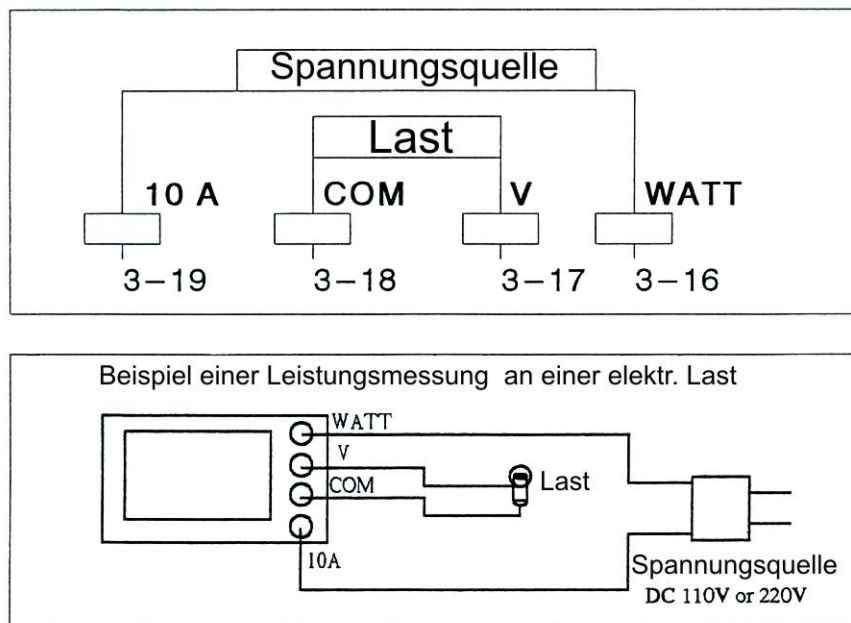 Spannungsquelle
Last
10 A COM V WATT
3-19 3-18 3-17 3-16
Beispiel einer Leistungsmessung an einer elektr. Last
WATT
V
COM
Last
10A
Spannungsquelle
DC 110V or 220V